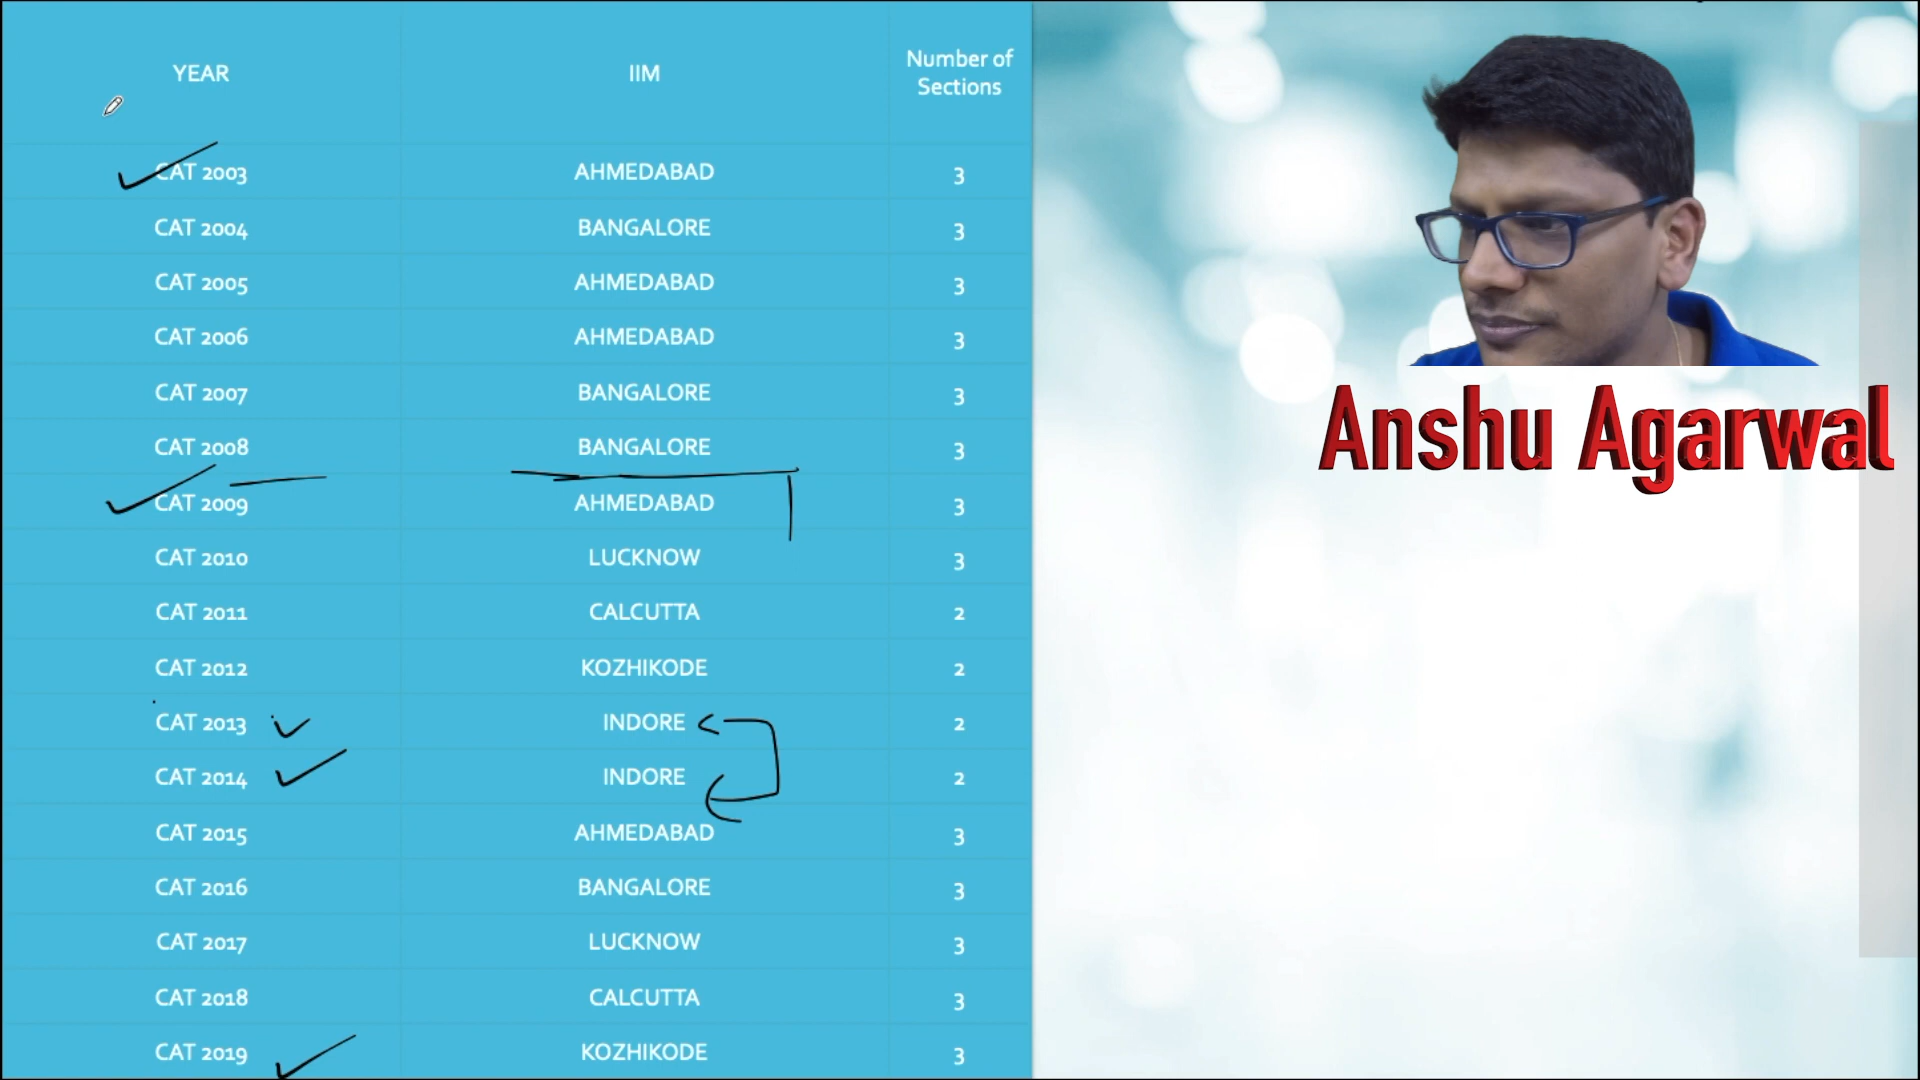 YEAR IIM Number of Sections
CAT 2003 AHMEDABAD 3
CAT 2004 BANGALORE 3
CAT 2005 AHMEDABAD 3
CAT 2006 AHMEDABAD 3
CAT 2007 BANGALORE 3
CAT 2008 BANGALORE 3
CAT 2009 AHMEDABAD 3
CAT 2010 LUCKNOW 3
CAT 2011 CALCUTTA 2
CAT 2012 KOZHIKODE 2
CAT 2013 INDORE 2
CAT 2014 INDORE 2
CAT 2015 AHMEDABAD 3
CAT 2016 BANGALORE 3
CAT 2017 LUCKNOW 3
CAT 2018 CALCUTTA 3
CAT 2019 KOZHIKODE 3
Anshu Agarwal